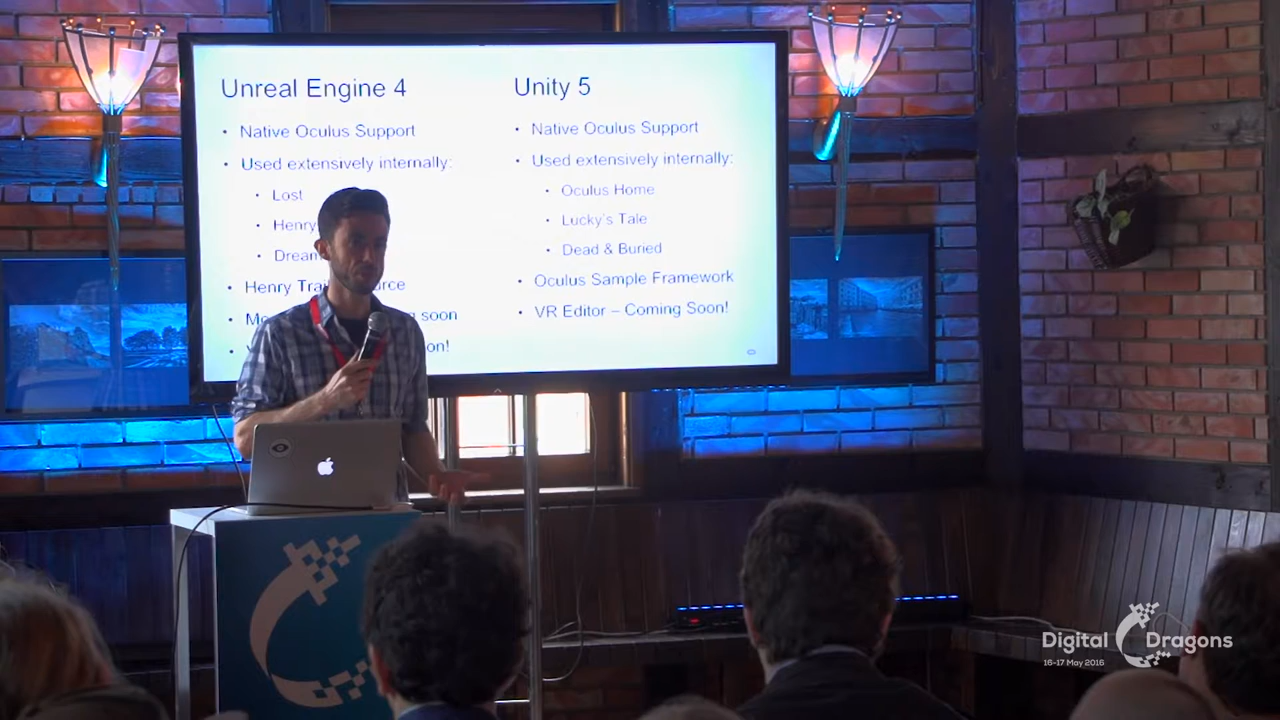 Unreal Engine 4
• Native Oculus Support
• Used extensively internally:
• Lost
• Henry
• Dream
• Henry
soon
Unity 5
• Native Oculus Support
• Used extensively internally:
• Oculus Home
• Lucky's Tale
• Dead & Buried
• Oculus Sample Framework
• VR Editor – Coming Soon!
Digital Dragons
16-17 May 2016